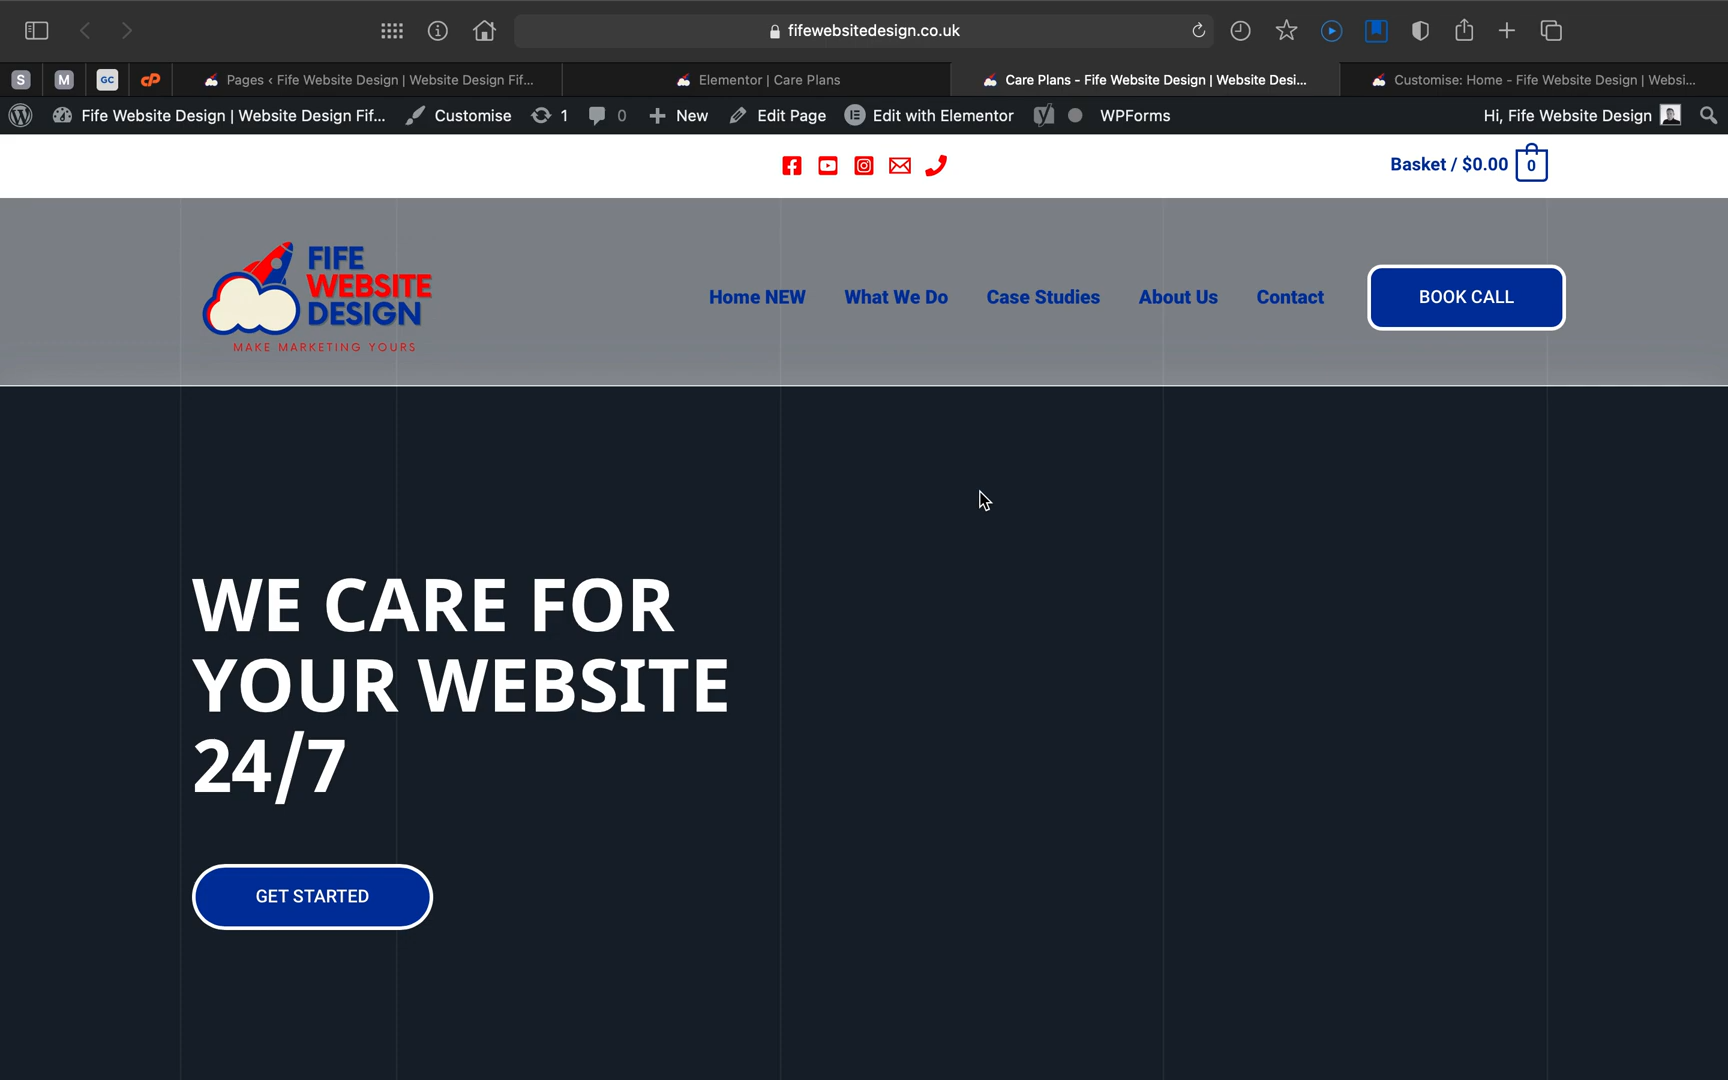 fifewebsitedesign.co.uk
S
M
GC
cP
Pages ‹ Fife Website Design | Website Design Fif...
Elementor | Care Plans
Care Plans - Fife Website Design | Website Desi...
Customise: Home - Fife Website Design | Websi...
Fife Website Design | Website Design Fif...
Customise
1
0
New
Edit Page
Edit with Elementor
WPForms
Hi, Fife Website Design
Basket / $0.00
0
FIFE
WEBSITE
DESIGN
MAKE MARKETING YOURS
Home NEW
What We Do
Case Studies
About Us
Contact
BOOK CALL
WE CARE FOR
YOUR WEBSITE
24/7
GET STARTED